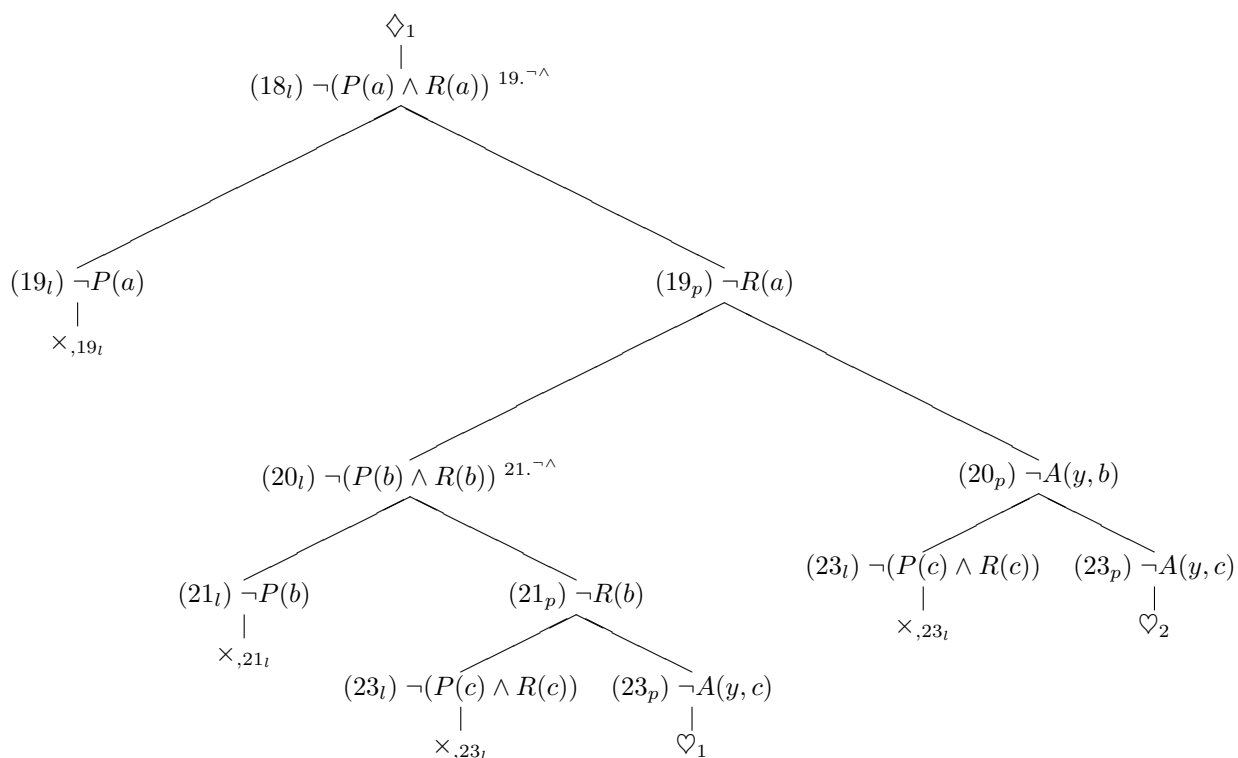 ♢₁
(18ₗ) ¬(P(a) ∧ R(a)) ¹⁹·^¬∧
(19ₗ) ¬P(a) (19ₚ) ¬R(a)
×,₁₉ₗ
(20ₗ) ¬(P(b) ∧ R(b)) ²¹·^¬∧ (20ₚ) ¬A(y, b)
(23ₗ) ¬(P(c) ∧ R(c)) (23ₚ) ¬A(y, c)
(21ₗ) ¬P(b) (21ₚ) ¬R(b)
×,₂₃ₗ ♡₂
×,₂₁ₗ
(23ₗ) ¬(P(c) ∧ R(c)) (23ₚ) ¬A(y, c)
×,₂₃ₗ ♡₁